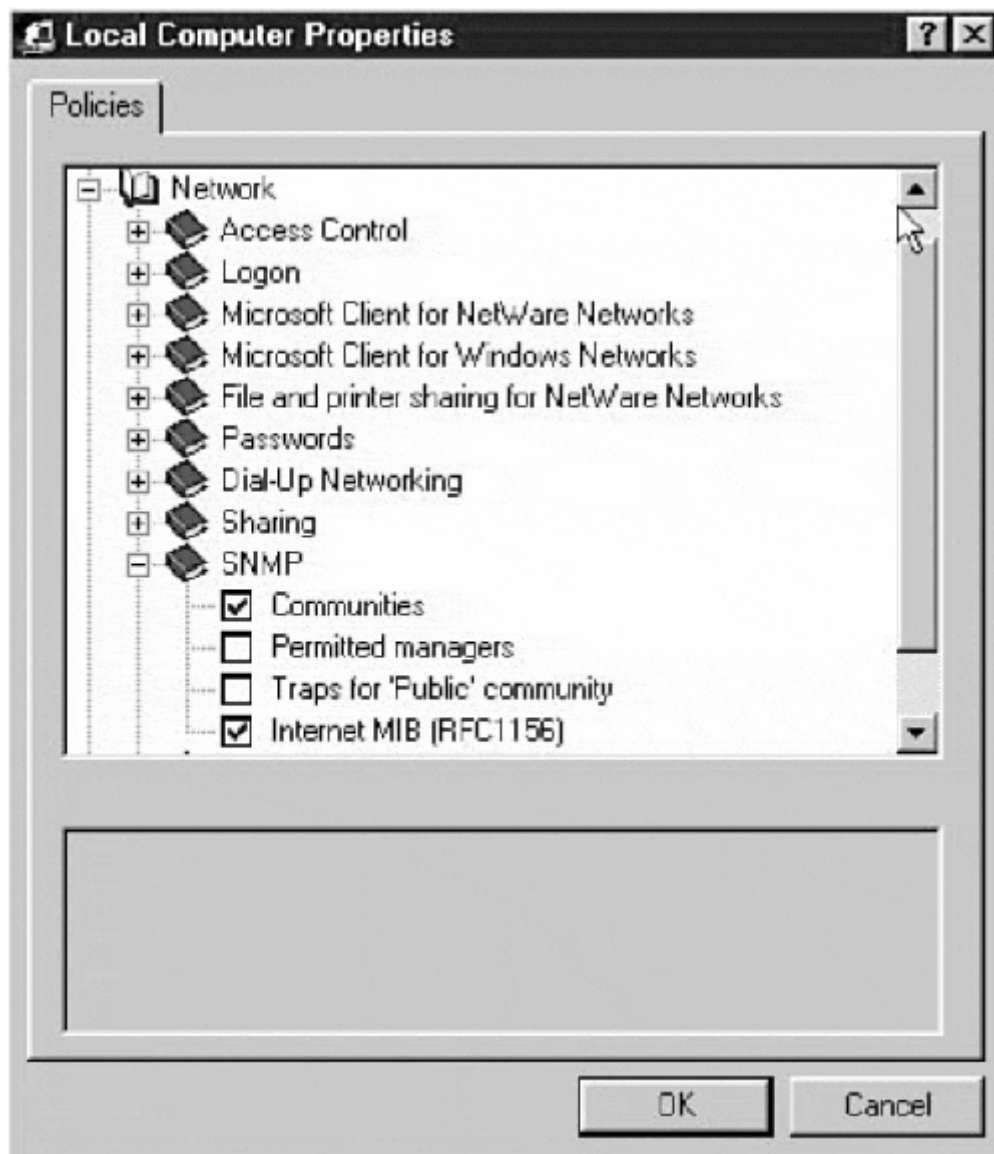 Local Computer Properties
Policies
Network
Access Control
Logon
Microsoft Client for NetWare Networks
Microsoft Client for Windows Networks
File and printer sharing for NetWare Networks
Passwords
Dial-Up Networking
Sharing
SNMP
Communities
Permitted managers
Traps for 'Public' community
Internet MIB (RFC1156)
OK
Cancel